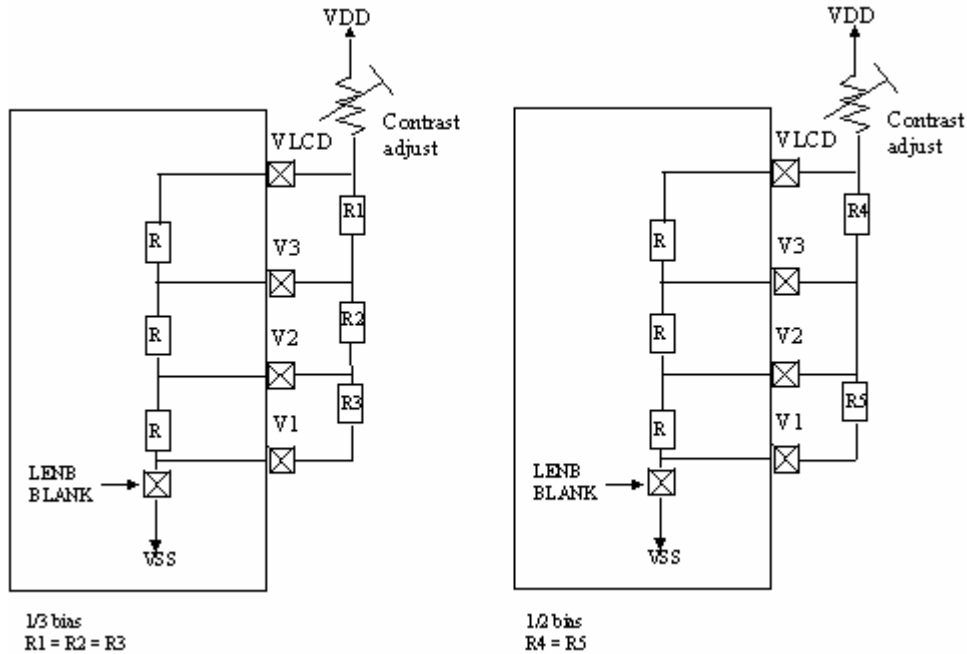 VDD
Contrast
adjust
VLCD
R1
R
V3
R2
R
V2
R3
R
V1
LENB
BLANK
VSS
1/3 bias
R1 = R2 = R3
VDD
Contrast
adjust
VLCD
R4
R
V3
R
V2
R5
R
V1
LENB
BLANK
VSS
1/2 bias
R4 = R5